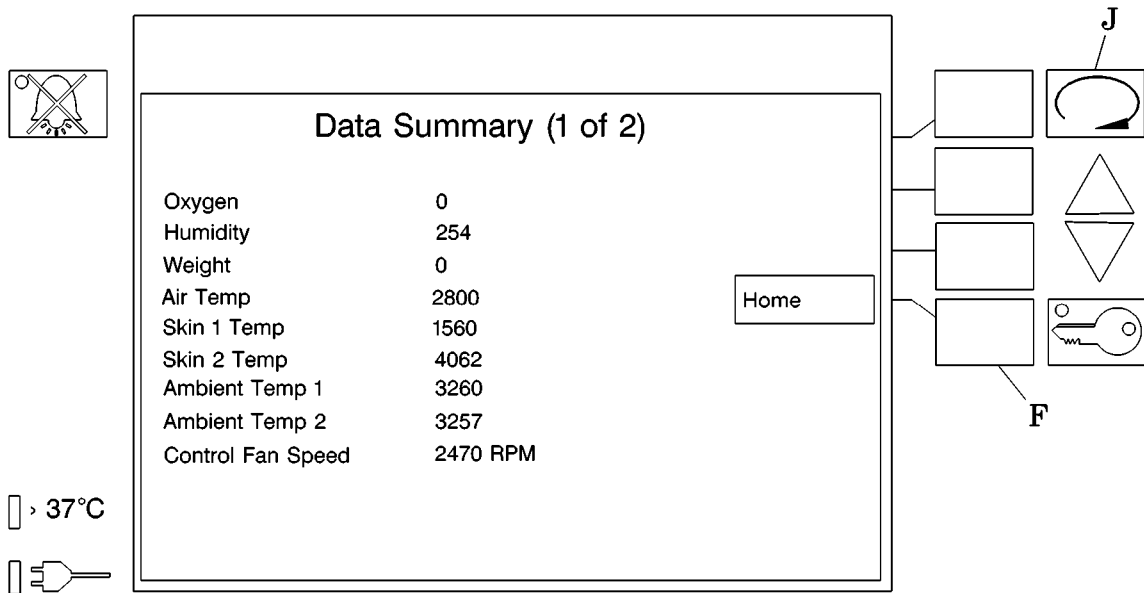 J
Data Summary (1 of 2)
Oxygen 0
Humidity 254
Weight 0
Air Temp 2800
Home
Skin 1 Temp 1560
Skin 2 Temp 4062
Ambient Temp 1 3260
Ambient Temp 2 3257
F
Control Fan Speed 2470 RPM
› 37°C